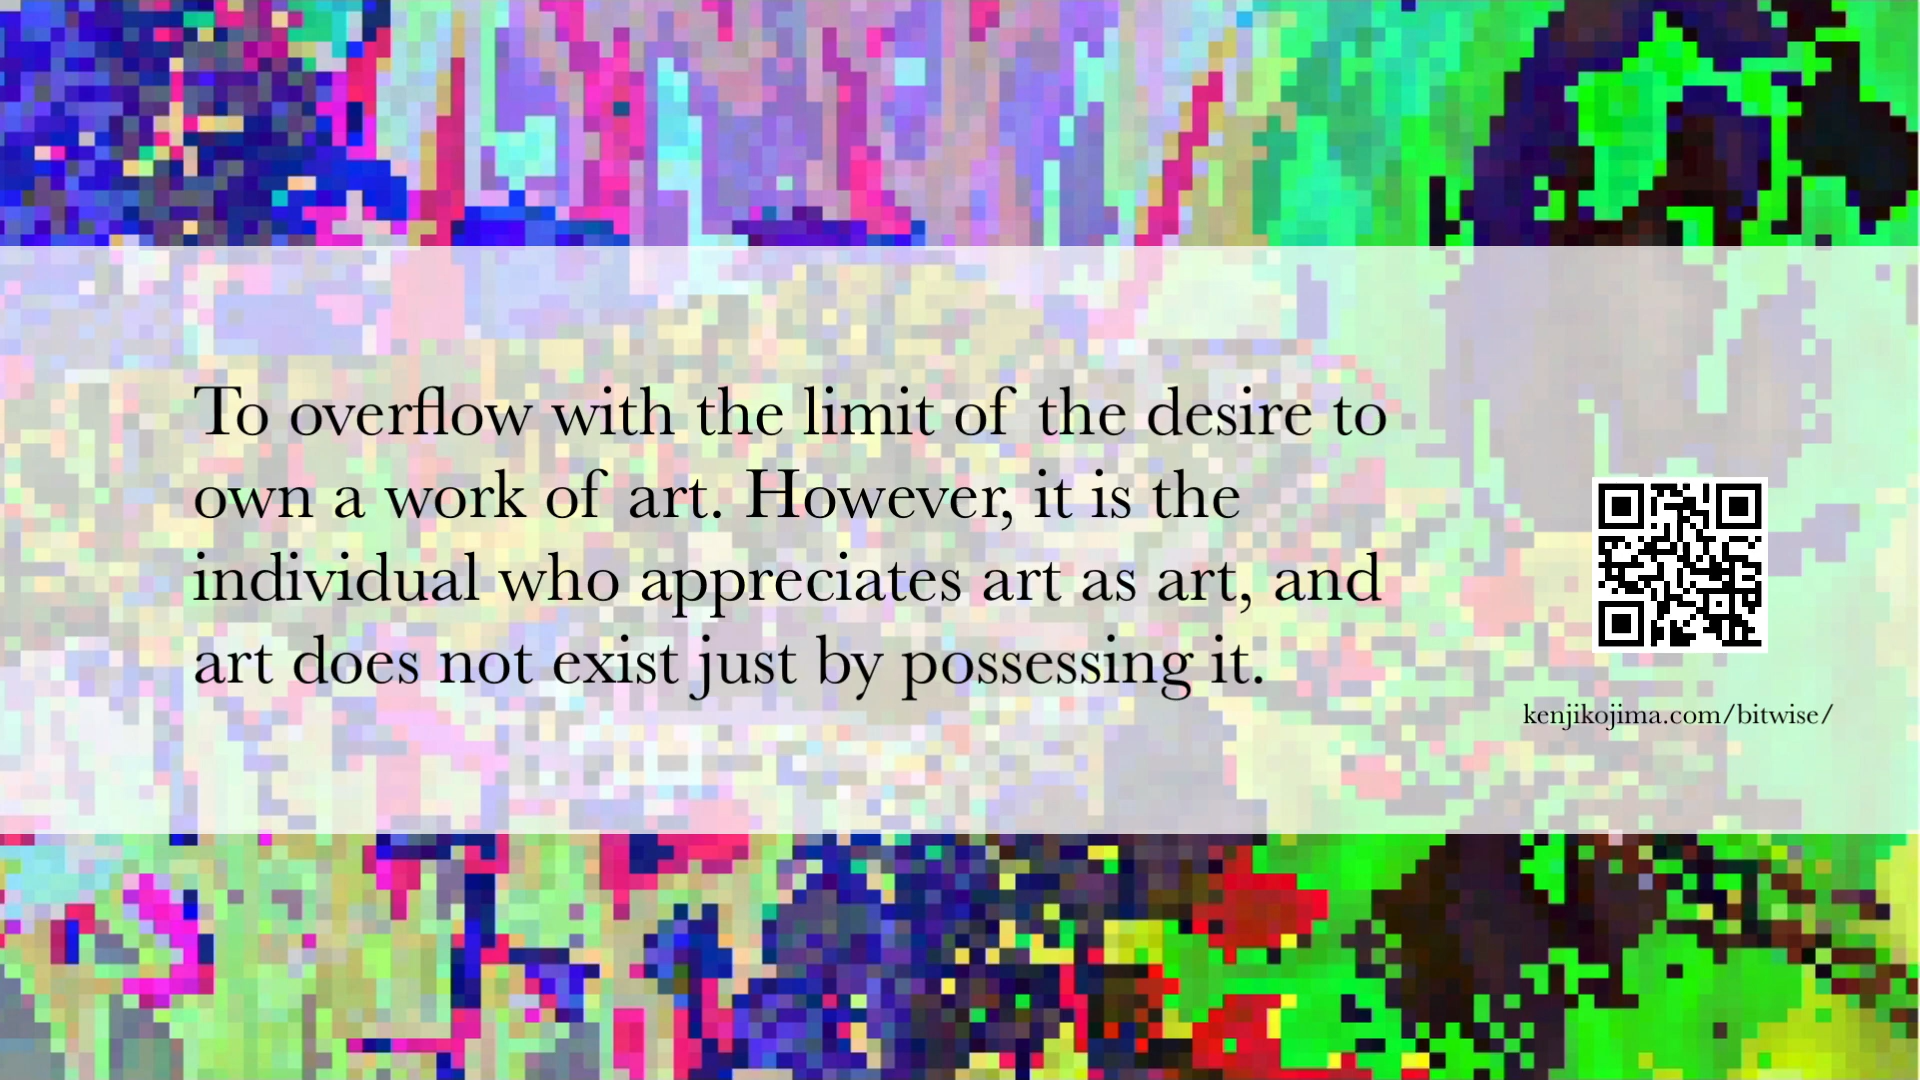 To overflow with the limit of the desire to
own a work of art. However, it is the
individual who appreciates art as art, and
art does not exist just by possessing it.
kenjikojima.com/bitwise/